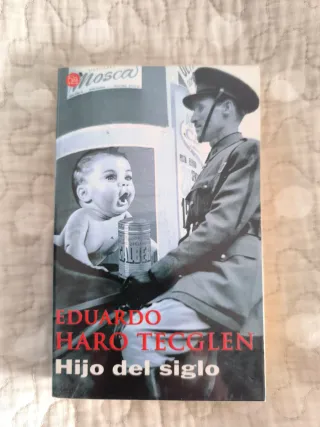 Mosca
EDUARDO
HARO TECGLEN
Hijo del siglo